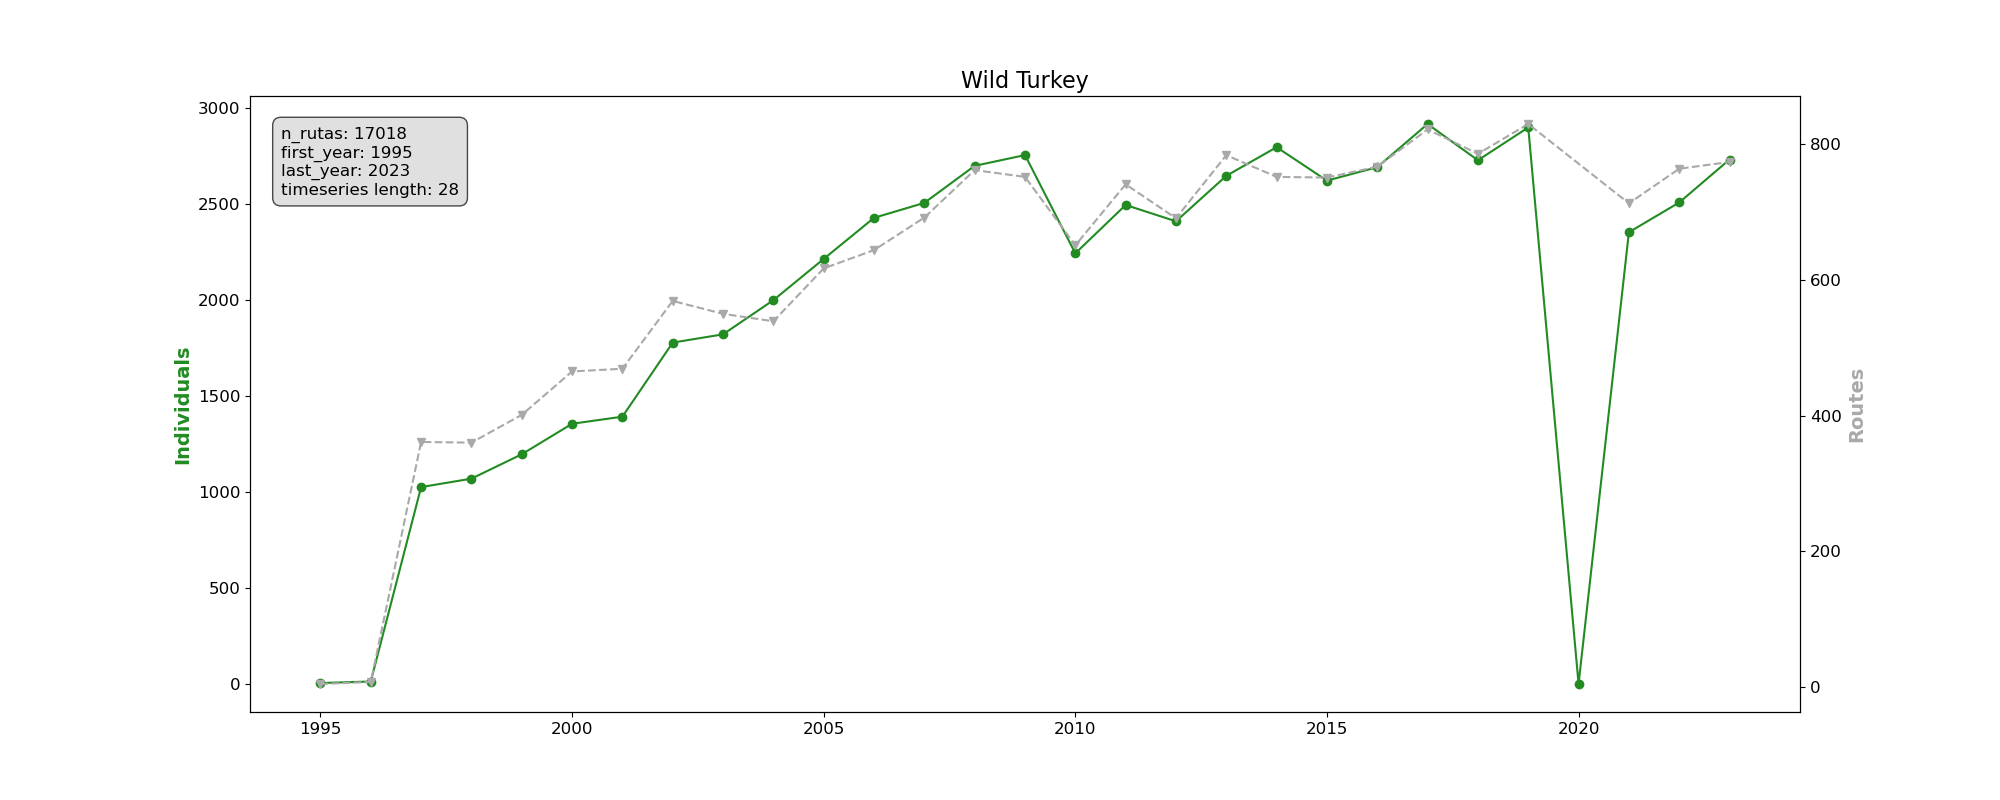 Wild Turkey
n_rutas: 17018
first_year: 1995
last_year: 2023
timeseries length: 28
3000
2500
2000
1500
1000
500
0
Individuals
800
600
400
200
0
Routes
1995 2000 2005 2010 2015 2020